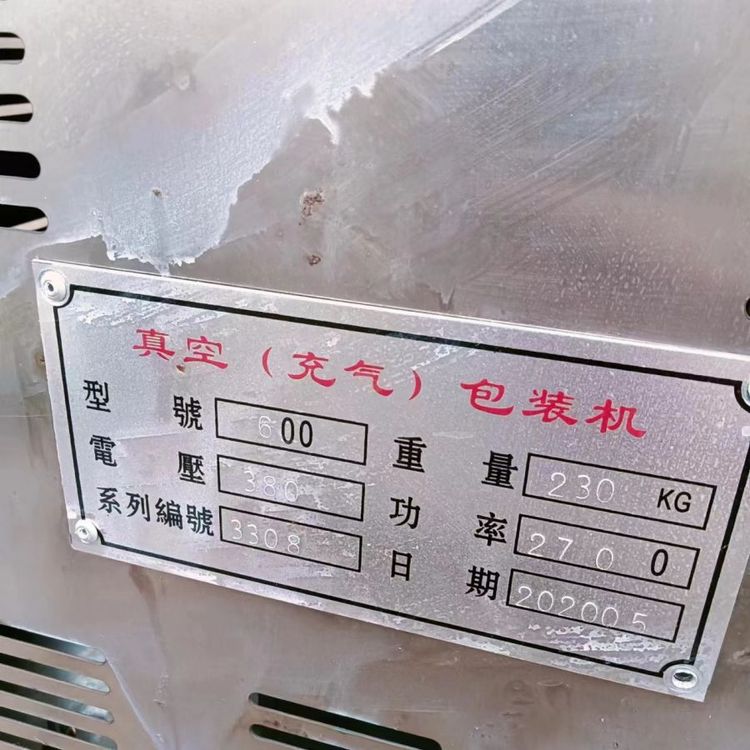 真空（充气）包装机
型號 600 重量 230 KG
電壓 380 功率 2700 0
系列編號 3308 日期 202005